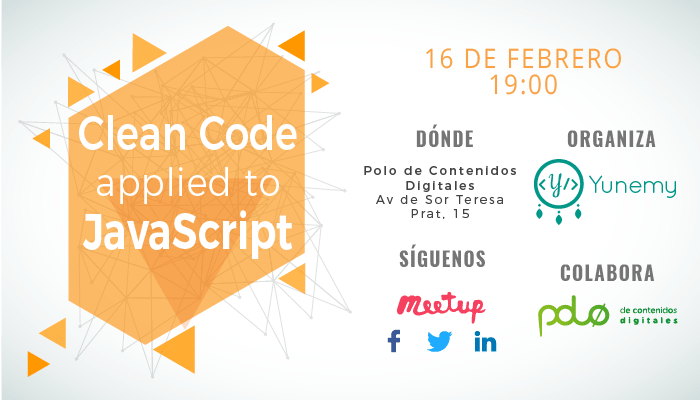 Clean Code
applied to
JavaScript
16 DE FEBRERO
19:00
DÓNDE
Polo de Contenidos
Digitales
Av de Sor Teresa
Prat, 15
ORGANIZA
<Y/>
Yunemy
SÍGUENOS
meetup
f
in
COLABORA
polo
de contenidos
digitales